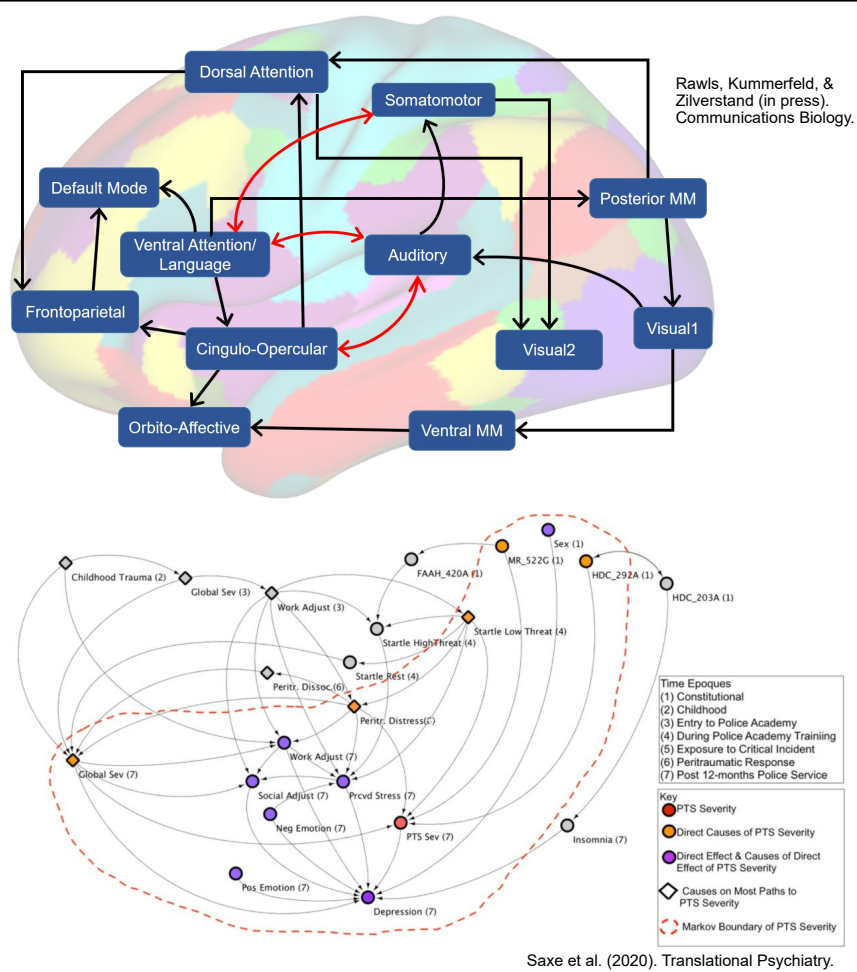 Dorsal Attention
Somatomotor
Rawls, Kummerfeld, &
Zilverstand (in press).
Communications Biology.
Default Mode
Posterior MM
Ventral Attention/
Language
Auditory
Frontoparietal
Visual1
Cingulo-Opercular
Visual2
Orbito-Affective
Ventral MM
Sex (1)
MR_522G (1)
FAAH_420A (1)
HDC_292A (1)
Childhood Trauma (2)
Global Sev (3)
HDC_203A (1)
Work Adjust (3)
Startle Low Threat (4)
Startle HighThreat (4)
Startle Rest (4)
Peritr. Dissoc.(6)
Peritr. Distress(6)
Time Epoques
(1) Constitutional
(2) Childhood
(3) Entry to Police Academy
(4) During Police Academy Trainiing
(5) Exposure to Critical Incident
(6) Peritraumatic Response
(7) Post 12-months Police Service
Work Adjust (7)
Global Sev (7)
Social Adjust (7)
Prcvd Stress (7)
Neg Emotion (7)
PTS Sev (7)
Insomnia (7)
Pos Emotion (7)
Depression (7)
Key
PTS Severity
Direct Causes of PTS Severity
Direct Effect & Causes of Direct
Effect of PTS Severity
Causes on Most Paths to
PTS Severity
Markov Boundary of PTS Severity
Saxe et al. (2020). Translational Psychiatry.